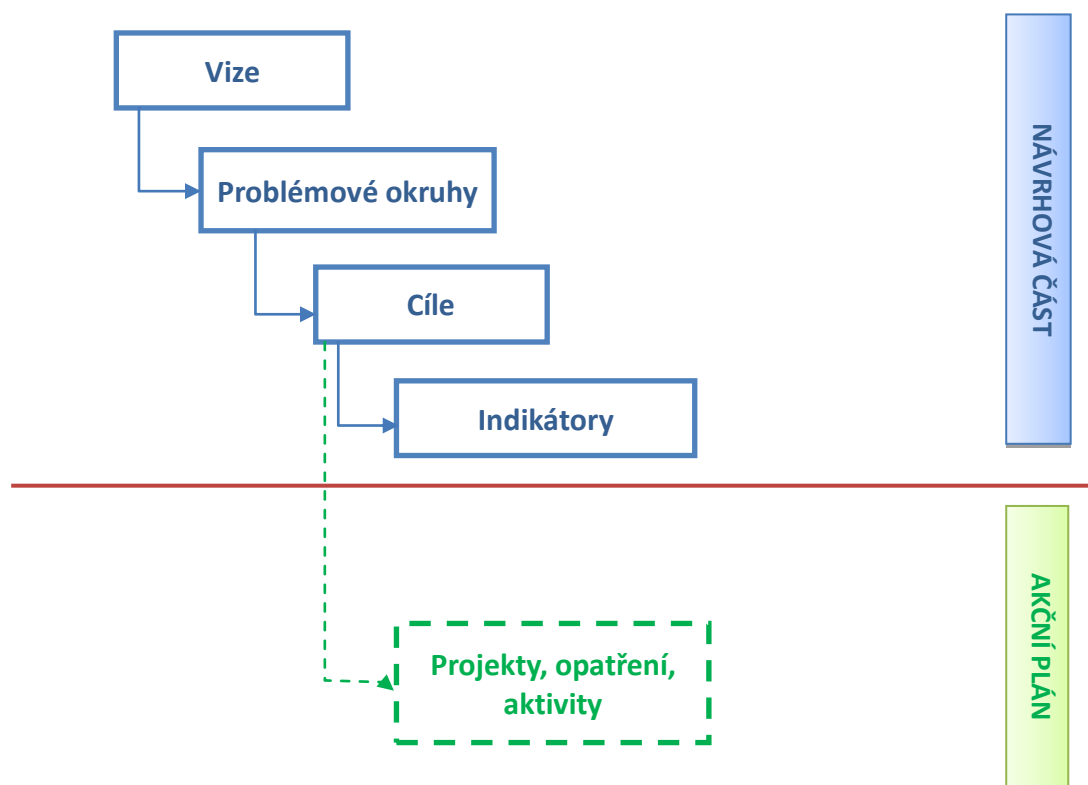 Vize
NÁVRHOVÁ ČÁST
Problémové okruhy
Cíle
Indikátory
AKČNÍ PLÁN
Projekty, opatření,
aktivity